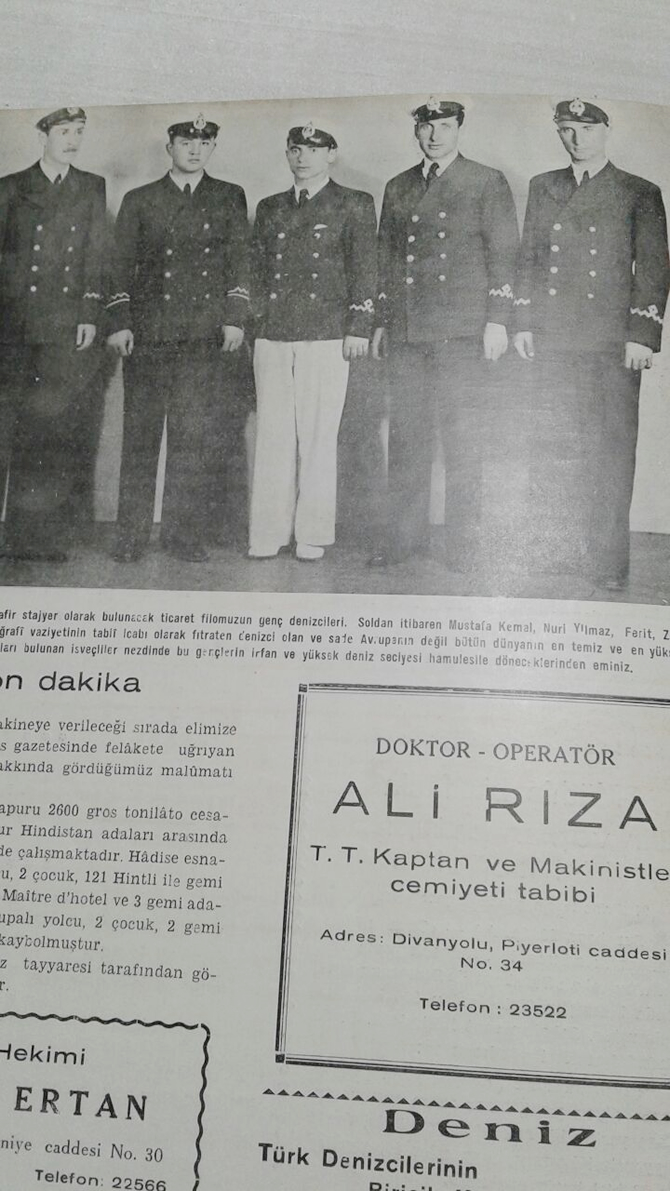 afir stajyer olarak bulunacak ticaret filomuzun genç denizcileri. Soldan itibaren Mustafa Kemal, Nuri Yılmaz, Ferit, Z
ğrafî vaziyetinin tabiî icabı olarak fıtraten denizci olan ve sade Avrupanın değil bütün dünyanın en temiz ve en yük
ları bulunan isveçliler nezdinde bu gençlerin irfan ve yüksek deniz seciyesi hamulesile döneceklerinden eminiz.
on dakika
akineye verileceği sırada elimize
s gazetesinde felâkete uğrıyan
akkında gördüğümüz malûmatı
apuru 2600 gros tonilâto cesa-
ur Hindistan adaları arasında
de çalışmaktadır. Hâdise esna-
u, 2 çocuk, 121 Hintli ile gemi
Maître d'hotel ve 3 gemi ada-
upalı yolcu, 2 çocuk, 2 gemi
kaybolmuştur.
z tayyaresi tarafından gö-
r.
Hekimi
ERTAN
niye caddesi No. 30
Telefon: 22566
DOKTOR - OPERATÖR
ALİ RIZA
T. T. Kaptan ve Makinistle
cemiyeti tabibi
Adres: Divanyolu, Piyerloti caddesi
No. 34
Telefon : 23522
Deniz
Türk Denizcilerinin